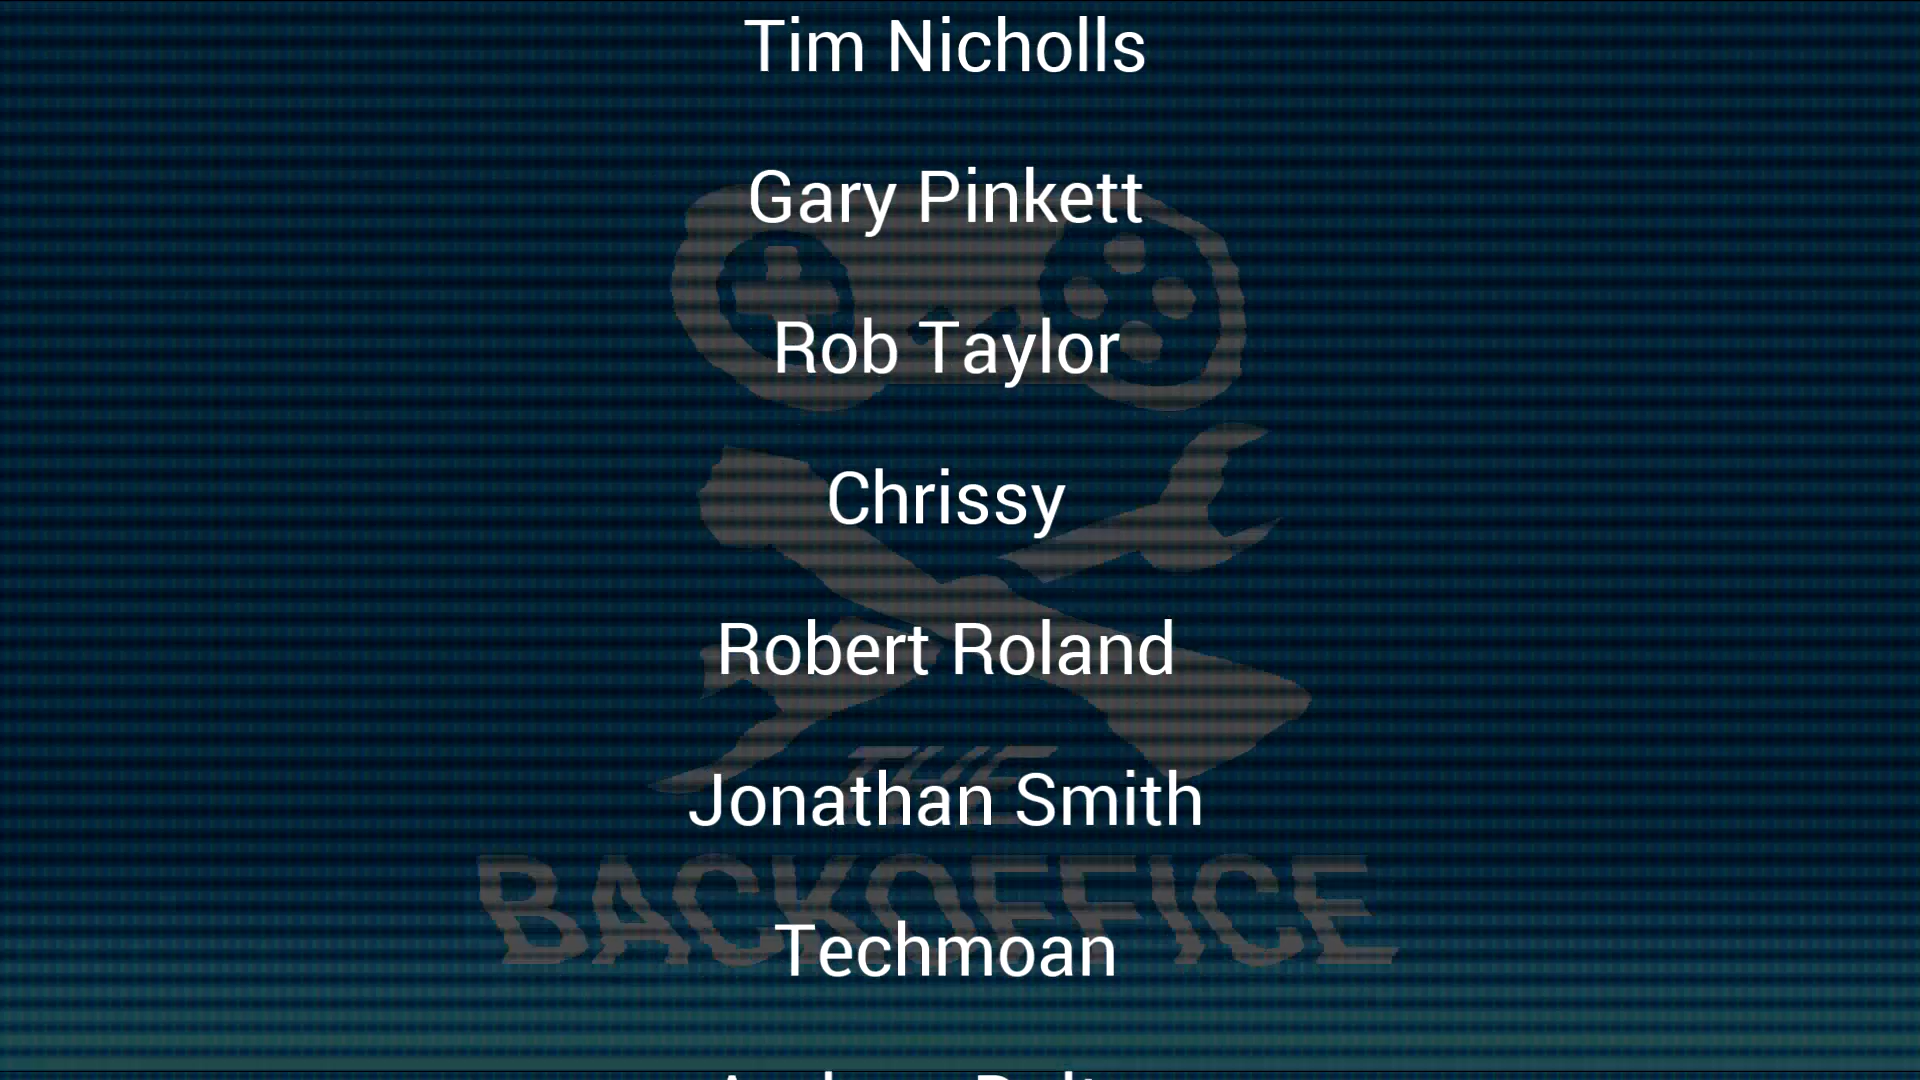 Tim Nicholls
Gary Pinkett
Rob Taylor
Chrissy
Robert Roland
THE
Jonathan Smith
BACKOFFICE
Techmoan